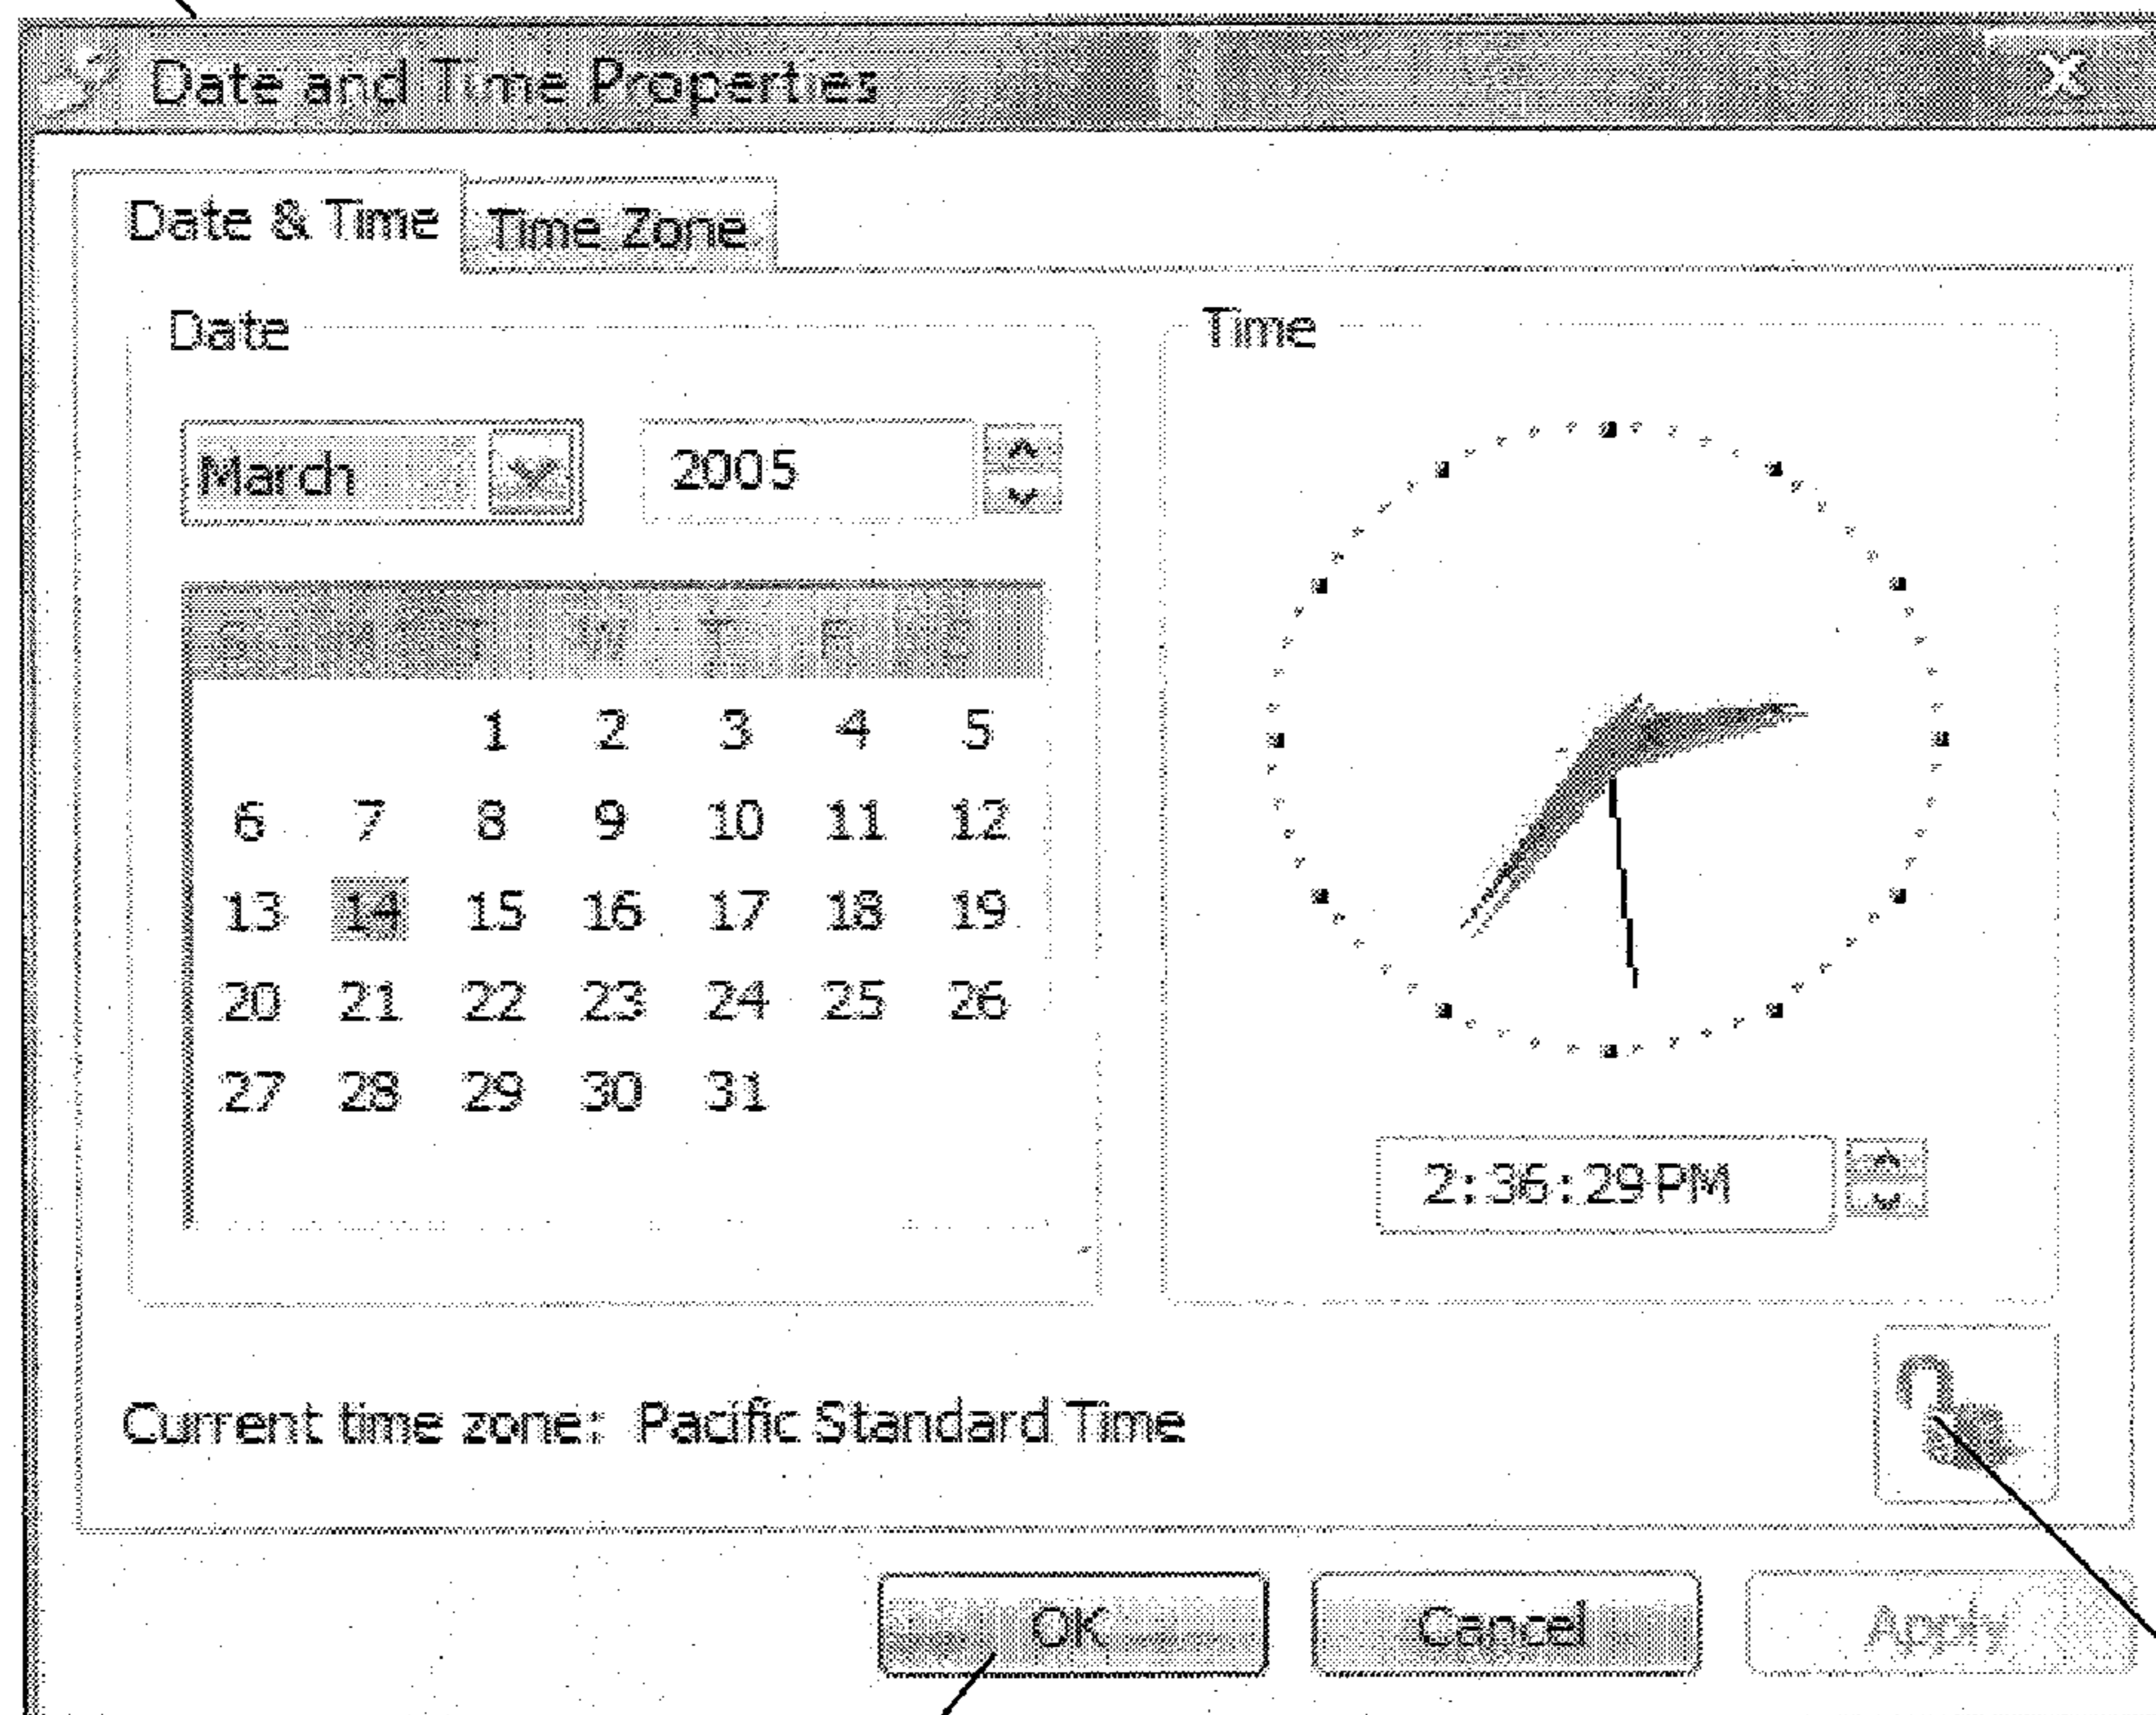 Date and Time Properties X
Date & Time Time Zone
Date
March 2005
S M T W T F S
1 2 3 4 5
6 7 8 9 10 11 12
13 14 15 16 17 18 19
20 21 22 23 24 25 26
27 28 29 30 31
Time
2:36:29 PM
Current time zone: Pacific Standard Time
OK Cancel Apply